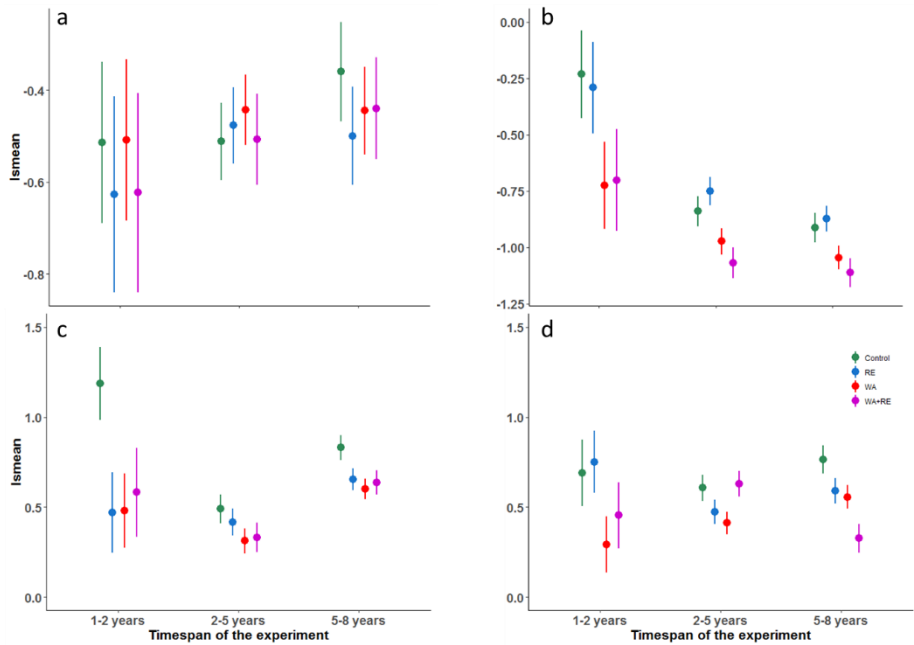 a
b
lsmean
-0.4
-0.6
-0.8
0.00
-0.25
-0.50
-0.75
-1.00
-1.25
c
d
lsmean
1.5
1.0
0.5
0.0
1.5
1.0
0.5
0.0
Control
RE
WA
WA+RE
1-2 years 2-5 years 5-8 years
Timespan of the experiment
1-2 years 2-5 years 5-8 years
Timespan of the experiment